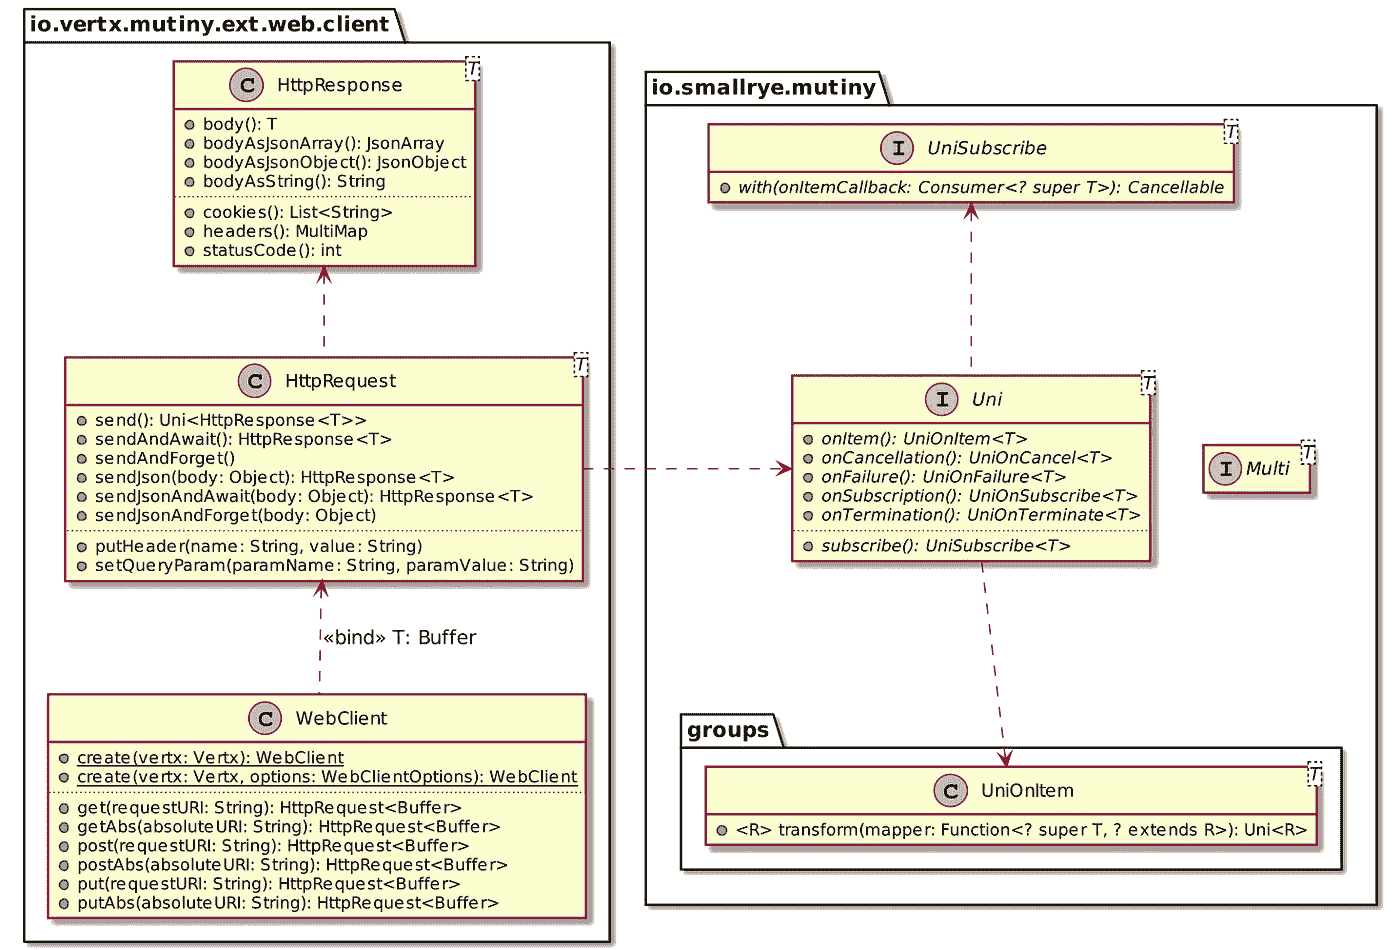 io.vertx.mutiny.ext.web.client
C HttpResponse T
body(): T
bodyAsJsonArray(): JsonArray
bodyAsJsonObject(): JsonObject
bodyAsString(): String
cookies(): List<String>
headers(): MultiMap
statusCode(): int
C HttpRequest T
send(): Uni<HttpResponse<T>>
sendAndAwait(): HttpResponse<T>
sendAndForget()
sendJson(body: Object): HttpResponse<T>
sendJsonAndAwait(body: Object): HttpResponse<T>
sendJsonAndForget(body: Object)
putHeader(name: String, value: String)
setQueryParam(paramName: String, paramValue: String)
«bind» T: Buffer
C WebClient
create(vertx: Vertx): WebClient
create(vertx: Vertx, options: WebClientOptions): WebClient
get(requestURI: String): HttpRequest<Buffer>
getAbs(absoluteURI: String): HttpRequest<Buffer>
post(requestURI: String): HttpRequest<Buffer>
postAbs(absoluteURI: String): HttpRequest<Buffer>
put(requestURI: String): HttpRequest<Buffer>
putAbs(absoluteURI: String): HttpRequest<Buffer>
io.smallrye.mutiny
I UniSubscribe T
with(onItemCallback: Consumer<? super T>): Cancellable
I Uni T
onItem(): UniOnItem<T>
onCancellation(): UniOnCancel<T>
onFailure(): UniOnFailure<T>
onSubscription(): UniOnSubscribe<T>
onTermination(): UniOnTerminate<T>
subscribe(): UniSubscribe<T>
I Multi T
groups
C UniOnItem T
<R> transform(mapper: Function<? super T, ? extends R>): Uni<R>